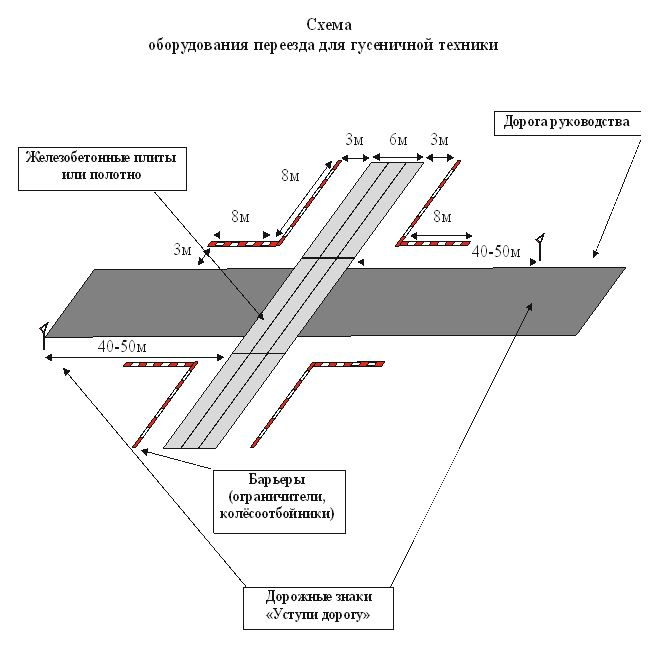 Схема
оборудования переезда для гусеничной техники
Дорога руководства
3м
6м
3м
Железобетонные плиты
или полотно
8м
8м
8м
3м
40-50м
40-50м
Барьеры
(ограничители,
колёсоотбойники)
Дорожные знаки
«Уступи дорогу»